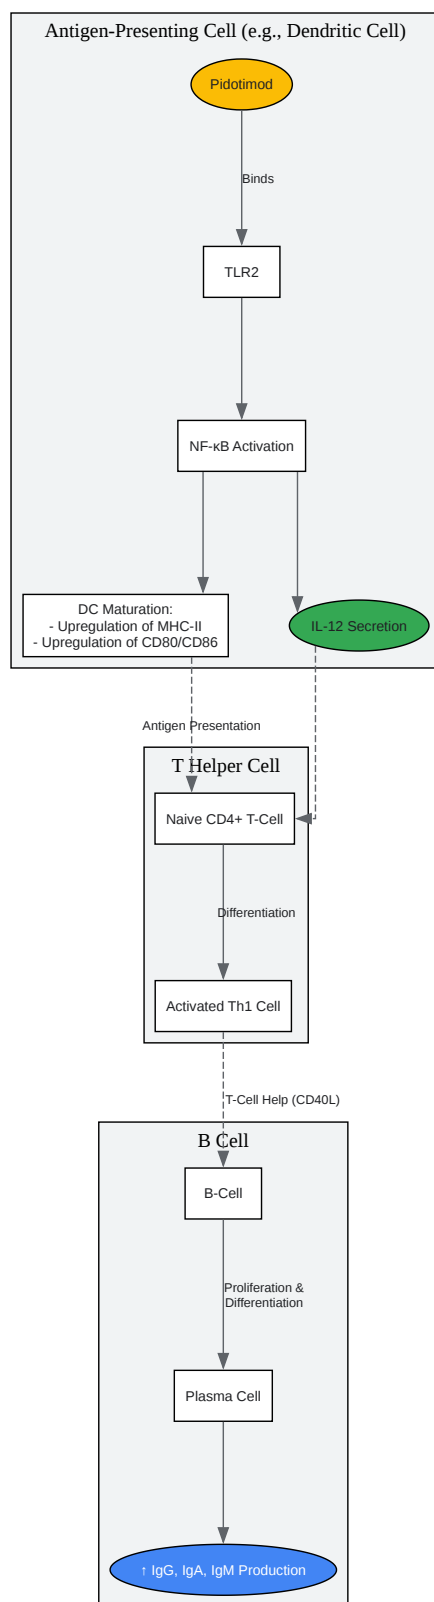 Antigen-Presenting Cell (e.g., Dendritic Cell)
Pidotimod
Binds
TLR2
NF-κB Activation
DC Maturation:
- Upregulation of MHC-II
- Upregulation of CD80/CD86
IL-12 Secretion
Antigen Presentation
T Helper Cell
Naive CD4+ T-Cell
Differentiation
Activated Th1 Cell
T-Cell Help (CD40L)
B Cell
B-Cell
Proliferation &
Differentiation
Plasma Cell
↑ IgG, IgA, IgM Production